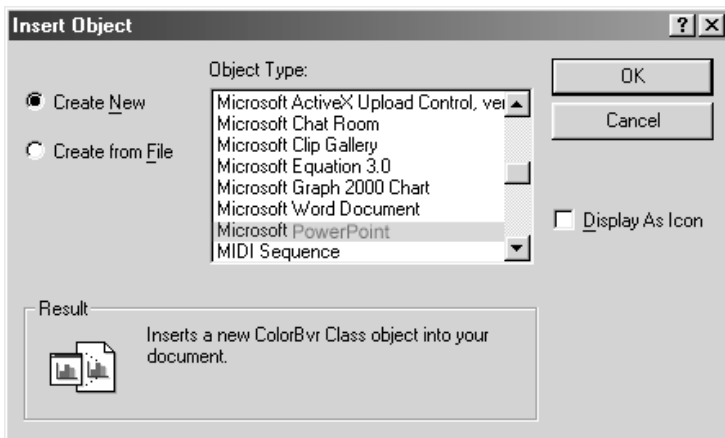 Insert Object
Object Type:
Create New
Create from File
Microsoft ActiveX Upload Control, ver
Microsoft Chat Room
Microsoft Clip Gallery
Microsoft Equation 3.0
Microsoft Graph 2000 Chart
Microsoft Word Document
Microsoft PowerPoint
MIDI Sequence
OK
Cancel
Display As Icon
Result
Inserts a new ColorBvr Class object into your
document.